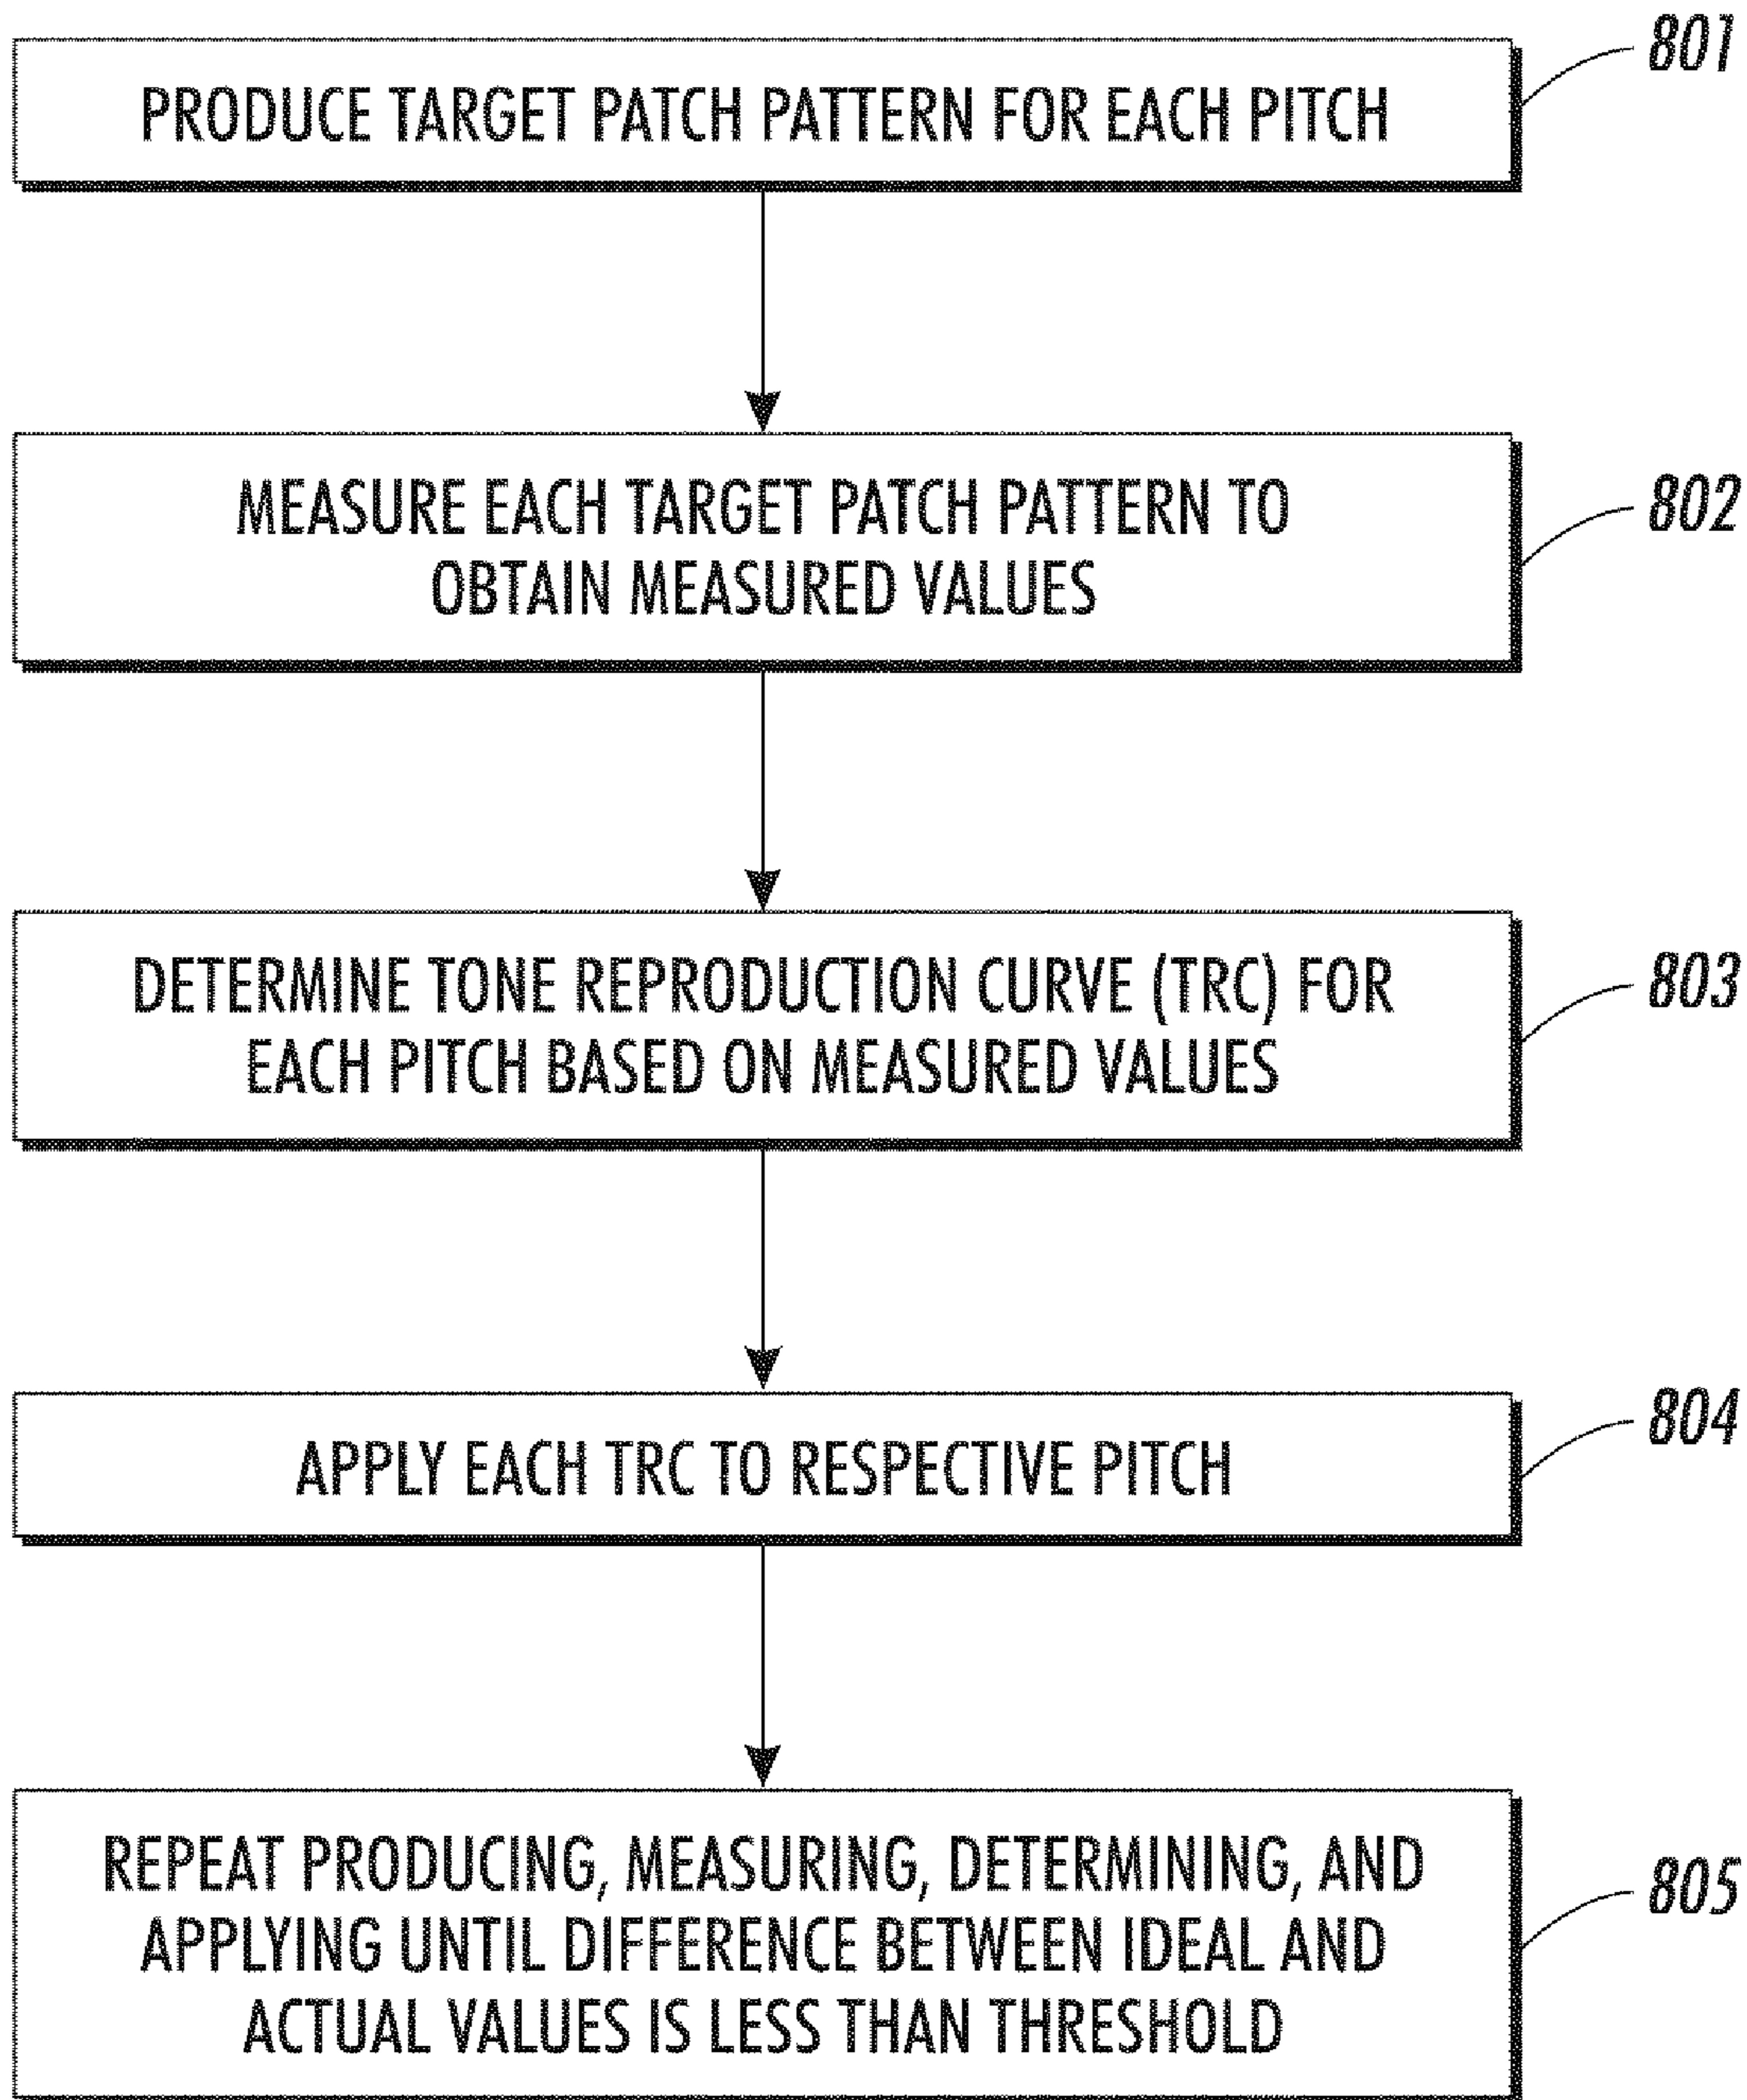 801
PRODUCE TARGET PATCH PATTERN FOR EACH PITCH
802
MEASURE EACH TARGET PATCH PATTERN TO
OBTAIN MEASURED VALUES
803
DETERMINE TONE REPRODUCTION CURVE (TRC) FOR
EACH PITCH BASED ON MEASURED VALUES
804
APPLY EACH TRC TO RESPECTIVE PITCH
805
REPEAT PRODUCING, MEASURING, DETERMINING, AND
APPLYING UNTIL DIFFERENCE BETWEEN IDEAL AND
ACTUAL VALUES IS LESS THAN THRESHOLD